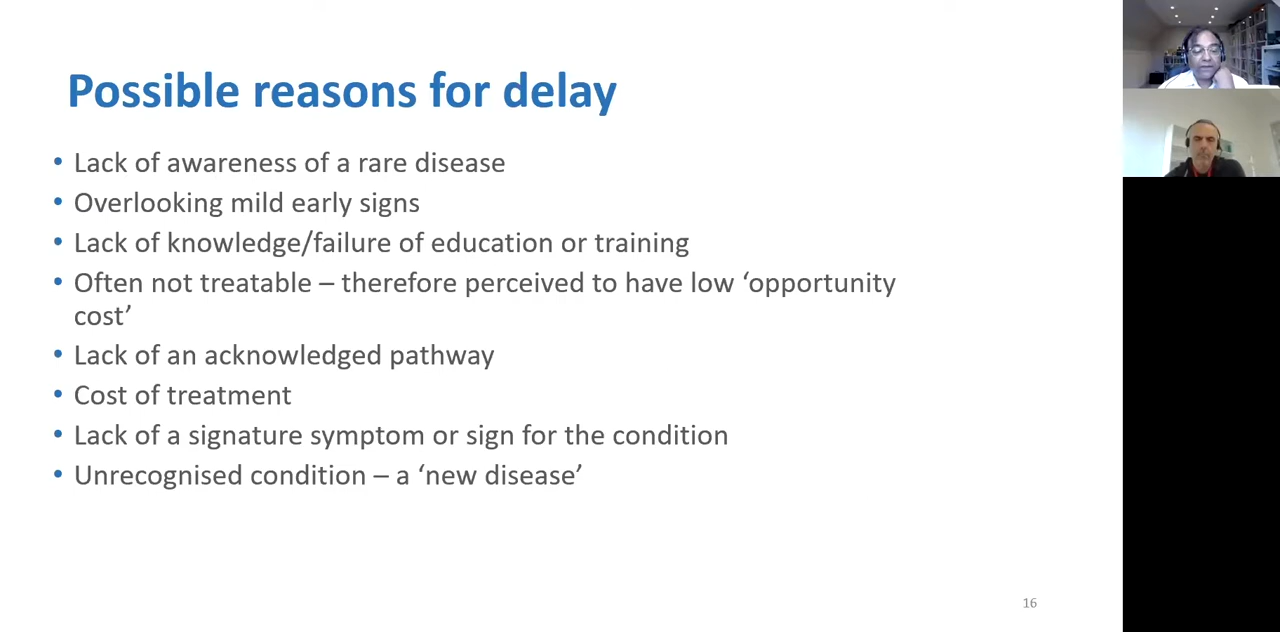 Possible reasons for delay
• Lack of awareness of a rare disease
• Overlooking mild early signs
• Lack of knowledge/failure of education or training
• Often not treatable – therefore perceived to have low ‘opportunity
cost’
• Lack of an acknowledged pathway
• Cost of treatment
• Lack of a signature symptom or sign for the condition
• Unrecognised condition – a ‘new disease’
16